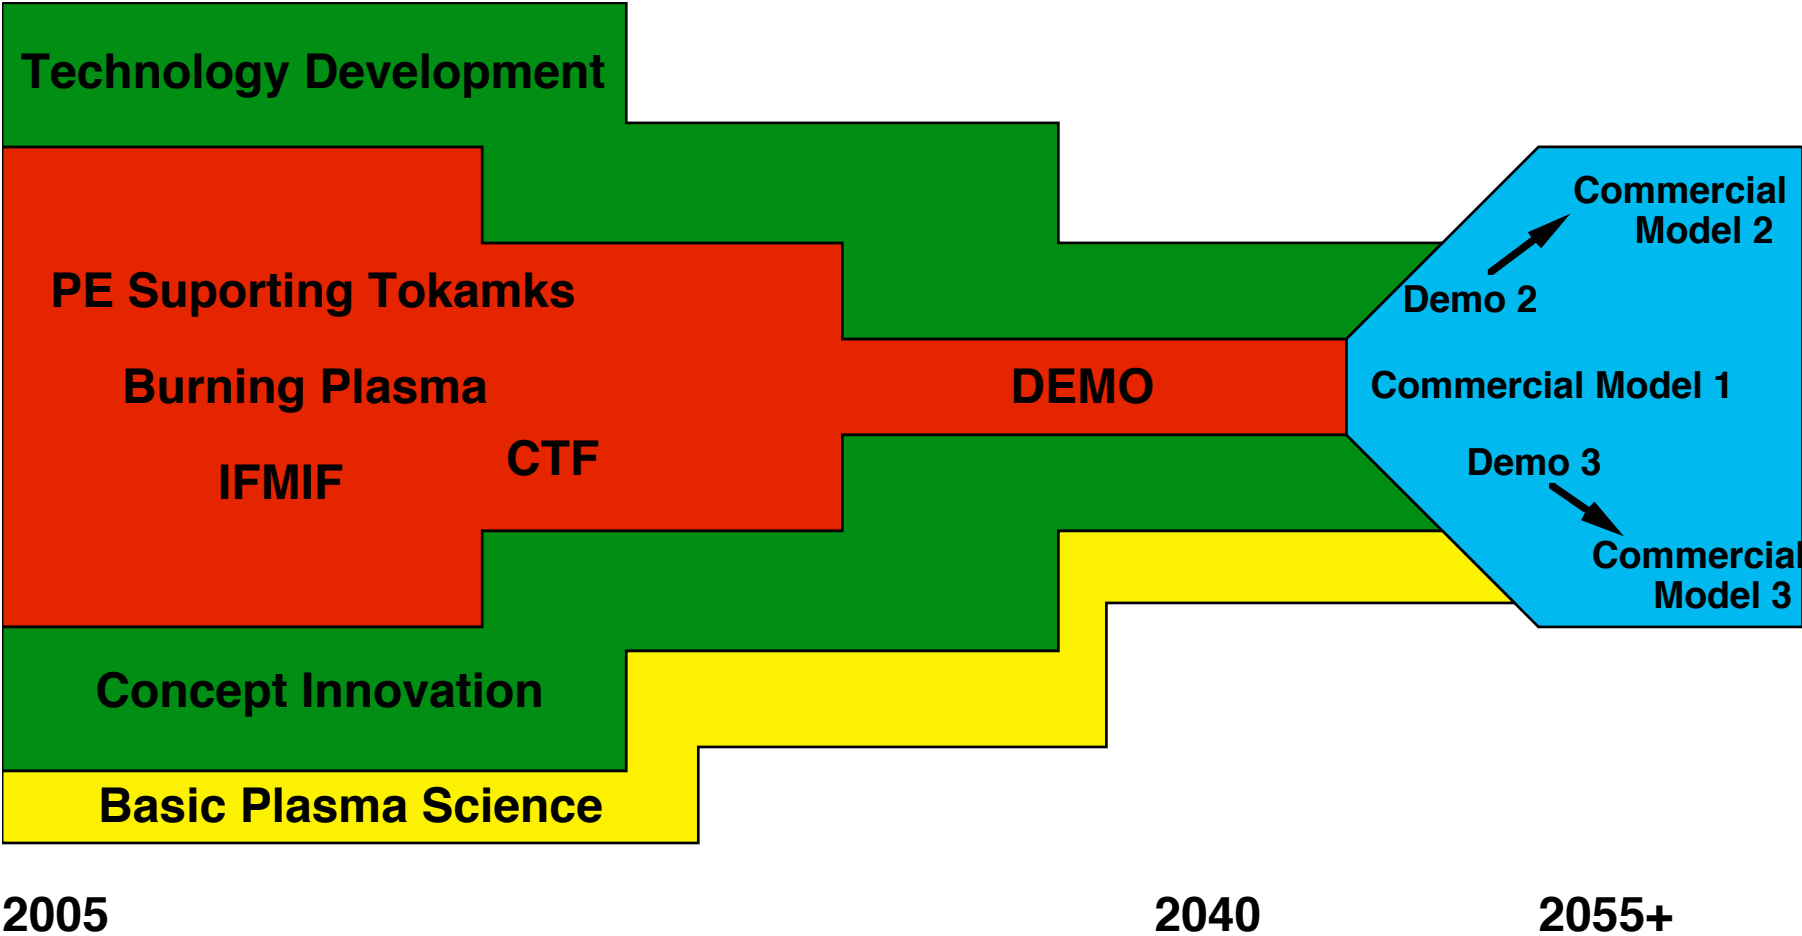 Technology Development
Commercial
Model 2
PE Suporting Tokamks
Demo 2
Burning Plasma
DEMO
Commercial Model 1
CTF
IFMIF
Demo 3
Commercial
Model 3
Concept Innovation
Basic Plasma Science
2005
2040
2055+